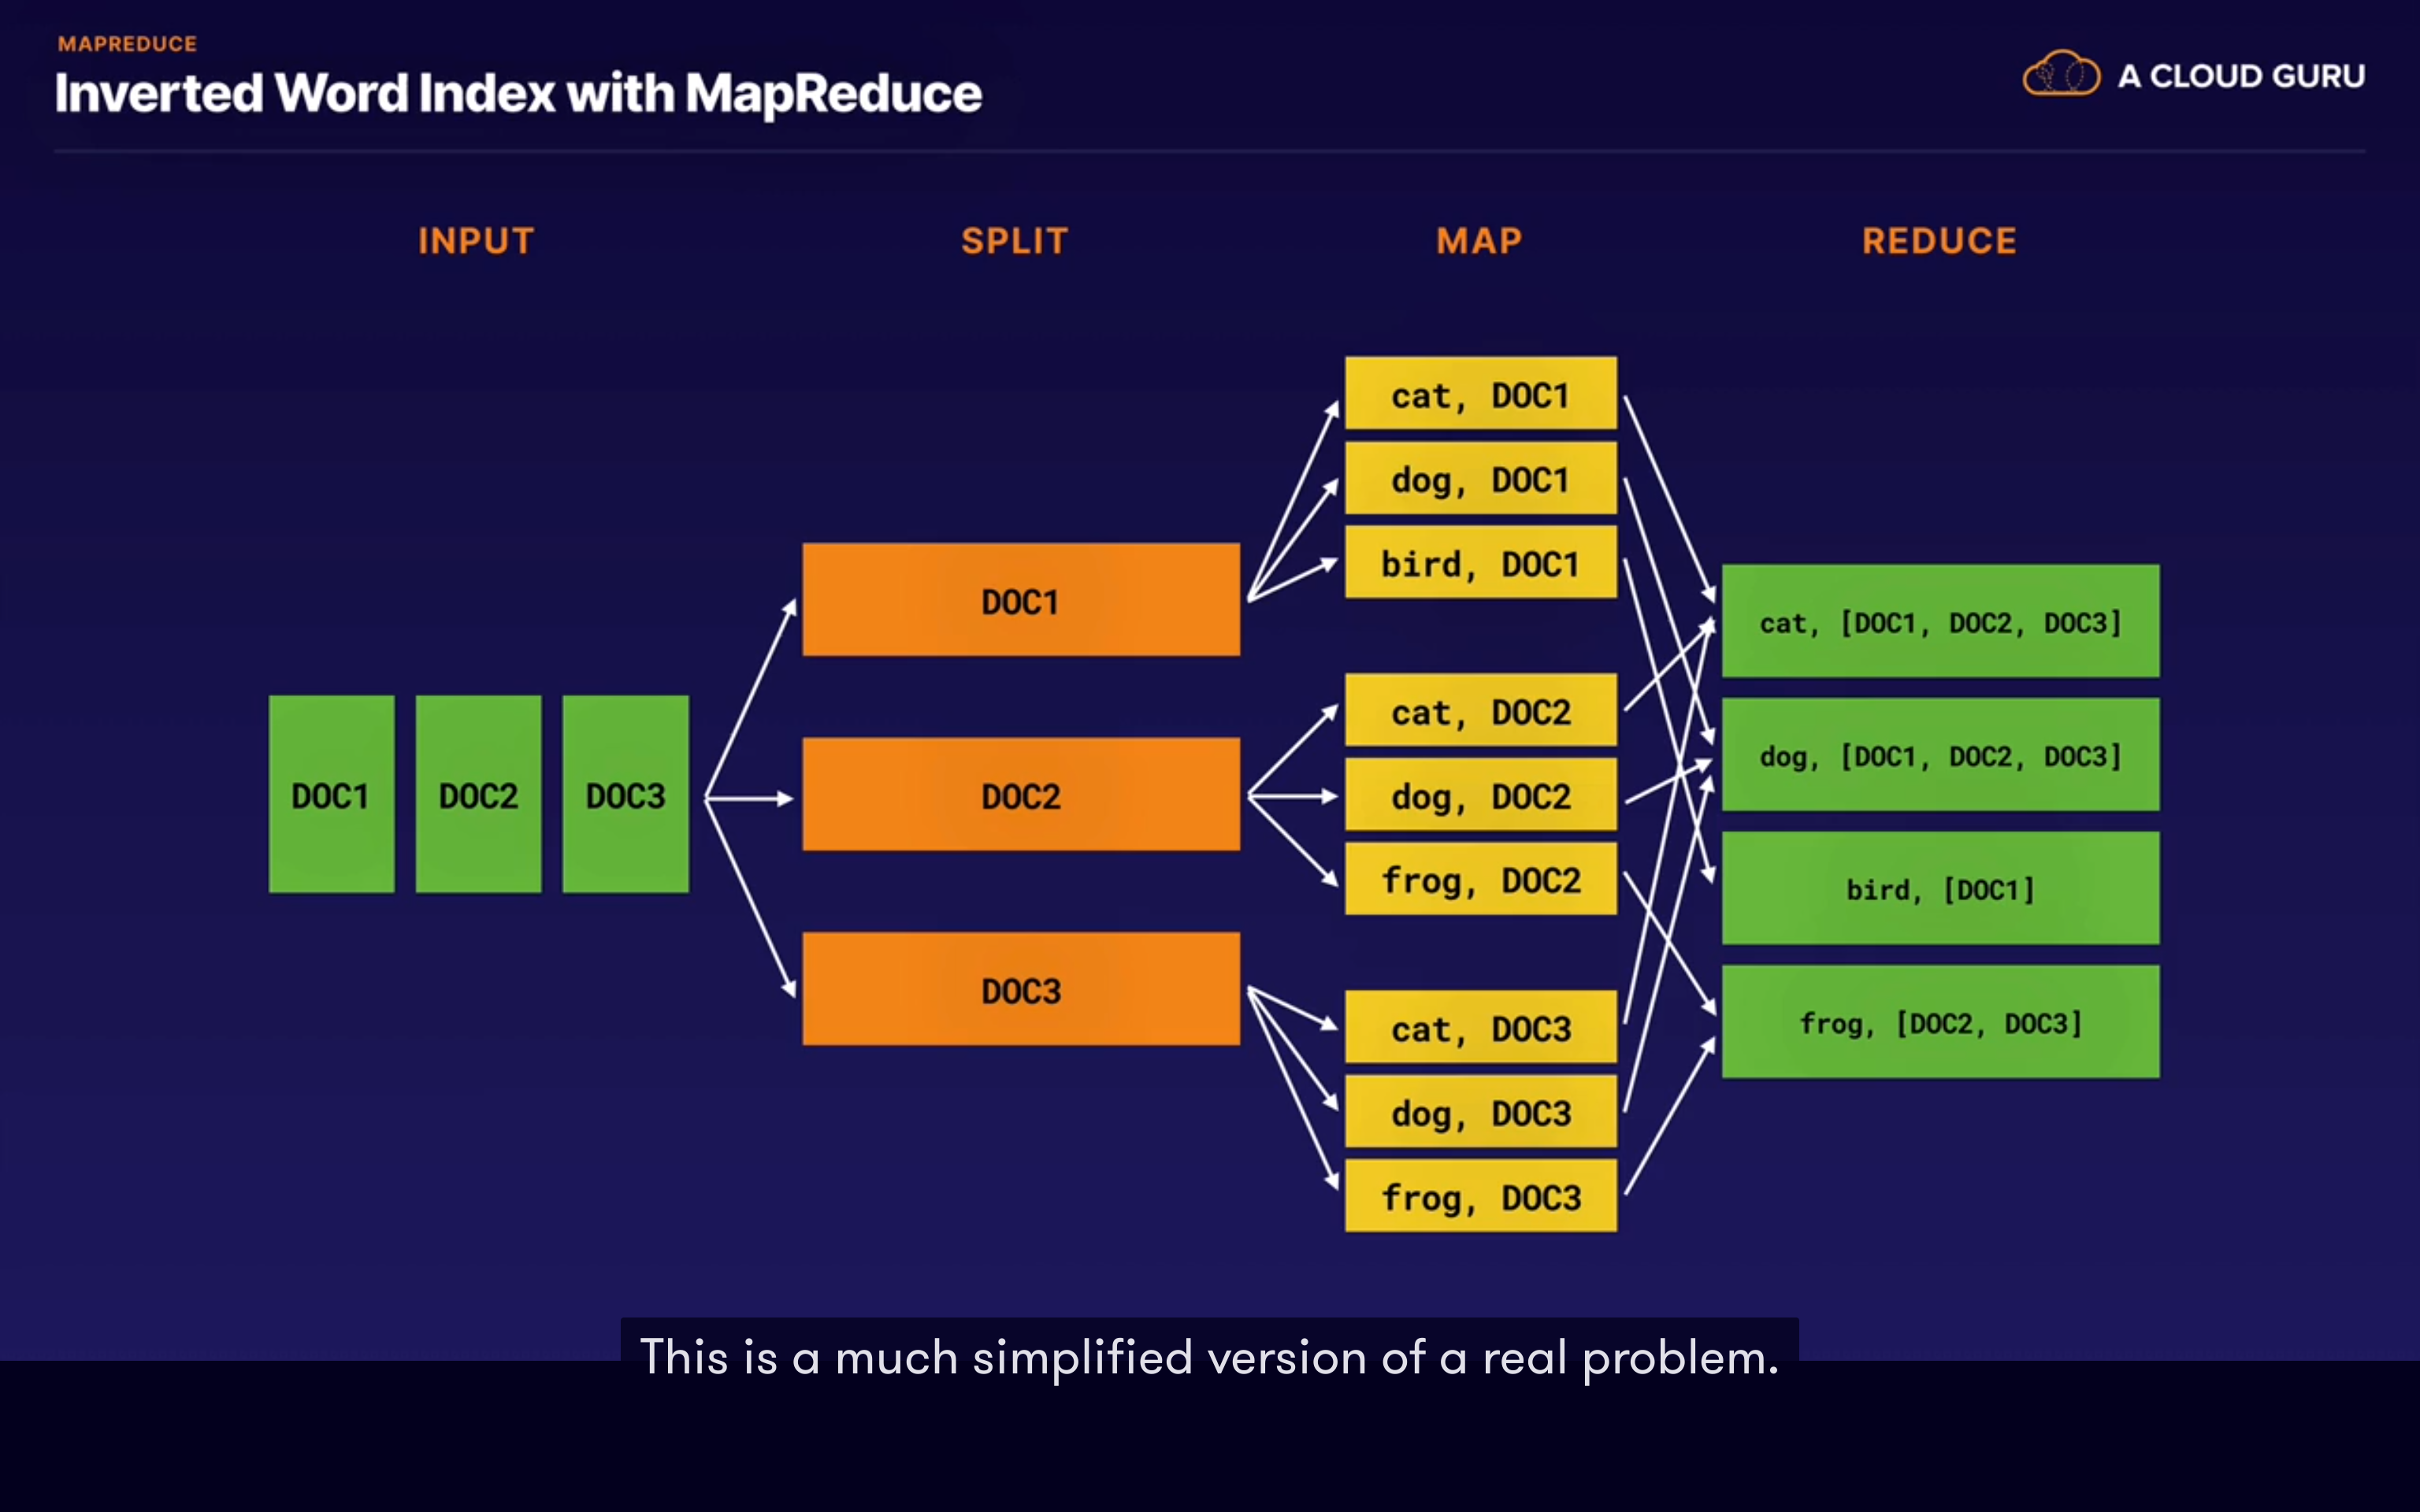 MAPREDUCE
Inverted Word Index with MapReduce
A CLOUD GURU
INPUT
SPLIT
MAP
REDUCE
DOC1
DOC2
DOC3
DOC1
DOC2
DOC3
cat, DOC1
dog, DOC1
bird, DOC1
cat, DOC2
dog, DOC2
frog, DOC2
cat, DOC3
dog, DOC3
frog, DOC3
cat, [DOC1, DOC2, DOC3]
dog, [DOC1, DOC2, DOC3]
bird, [DOC1]
frog, [DOC2, DOC3]
This is a much simplified version of a real problem.